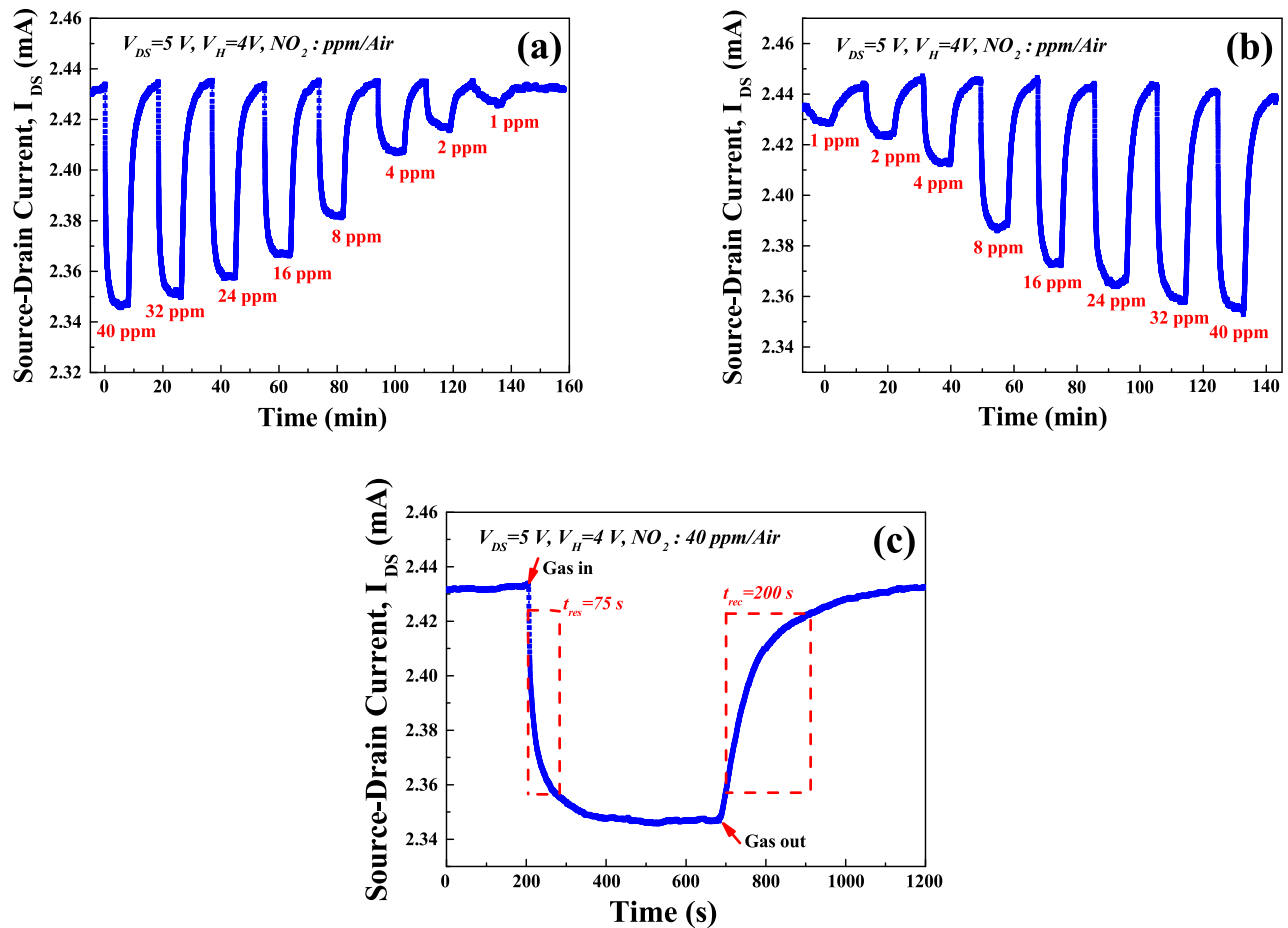 (a)
V_DS=5 V, V_H=4V, NO_2 : ppm/Air
Source-Drain Current, I_DS (mA)
2.46
2.44
2.43
2.42
2.40
2.38
2.36
2.34
2.32
40 ppm
32 ppm
24 ppm
16 ppm
8 ppm
4 ppm
2 ppm
1 ppm
0 20 40 60 80 100 120 140 160
Time (min)
(b)
V_DS=5 V, V_H=4V, NO_2 : ppm/Air
Source-Drain Current, I_DS (mA)
2.46
2.44
2.42
2.40
2.38
2.36
2.34
1 ppm
2 ppm
4 ppm
8 ppm
16 ppm
24 ppm
32 ppm
40 ppm
0 20 40 60 80 100 120 140
Time (min)
(c)
V_DS=5 V, V_H=4 V, NO_2 : 40 ppm/Air
Source-Drain Current, I_DS (mA)
2.46
2.44
2.42
2.40
2.38
2.36
2.34
Gas in
t_res=75 s
t_rec=200 s
Gas out
0 200 400 600 800 1000 1200
Time (s)